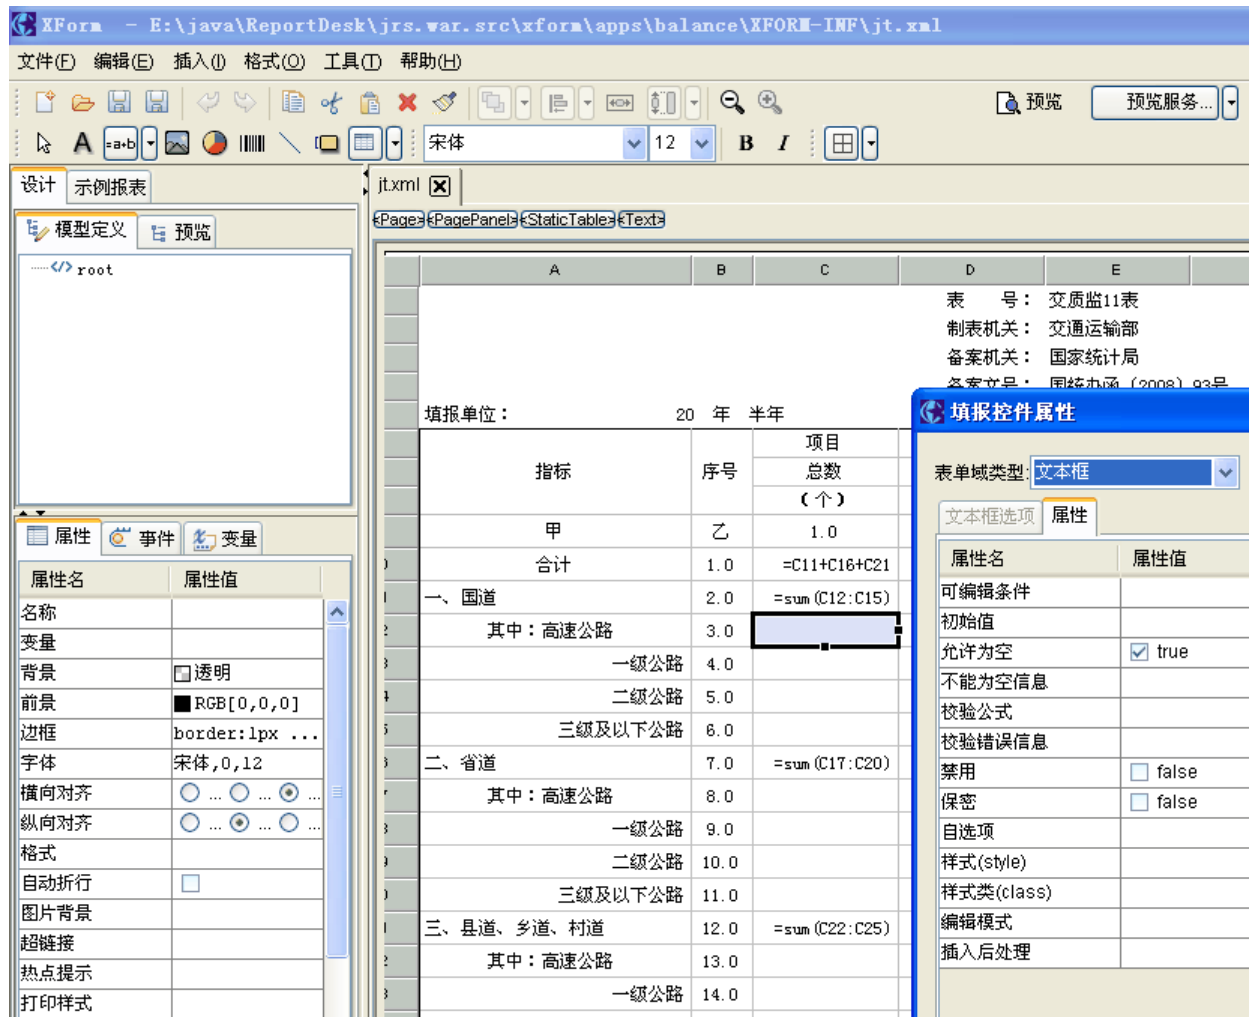 XForm - E:\java\ReportDesk\jrs.war.src\xform\apps\balance\XFORM-INF\jt.xml
文件(F) 编辑(E) 插入(I) 格式(O) 工具(T) 帮助(H)
预览 预览服务...
A =a+b 宋体 12 B I
设计 示例报表 jt.xml
<Page> <PagePanel> <StaticTable> <Text>
模型定义 预览
root
A B C D E
表 号： 交质监11表
制表机关： 交通运输部
备案机关： 国家统计局
备案文号： 国统办函（2008）93号
填报单位： 20 年 半年
指标 序号 项目
总数
（个）
甲 乙 1.0
合计 1.0 =C11+C16+C21
一、国道 2.0 =sum(C12:C15)
其中：高速公路 3.0
一级公路 4.0
二级公路 5.0
三级及以下公路 6.0
二、省道 7.0 =sum(C17:C20)
其中：高速公路 8.0
一级公路 9.0
二级公路 10.0
三级及以下公路 11.0
三、县道、乡道、村道 12.0 =sum(C22:C25)
其中：高速公路 13.0
一级公路 14.0
属性 事件 变量
属性名 属性值
名称
变量
背景 透明
前景 RGB[0,0,0]
边框 border:1px ...
字体 宋体,0,12
横向对齐 ... ... ...
纵向对齐 ... ... ...
格式
自动折行
图片背景
超链接
热点提示
打印样式
填报控件属性
表单域类型: 文本框
文本框选项 属性
属性名 属性值
可编辑条件
初始值
允许为空 true
不能为空信息
校验公式
校验错误信息
禁用 false
保密 false
自选项
样式(style)
样式类(class)
编辑模式
插入后处理